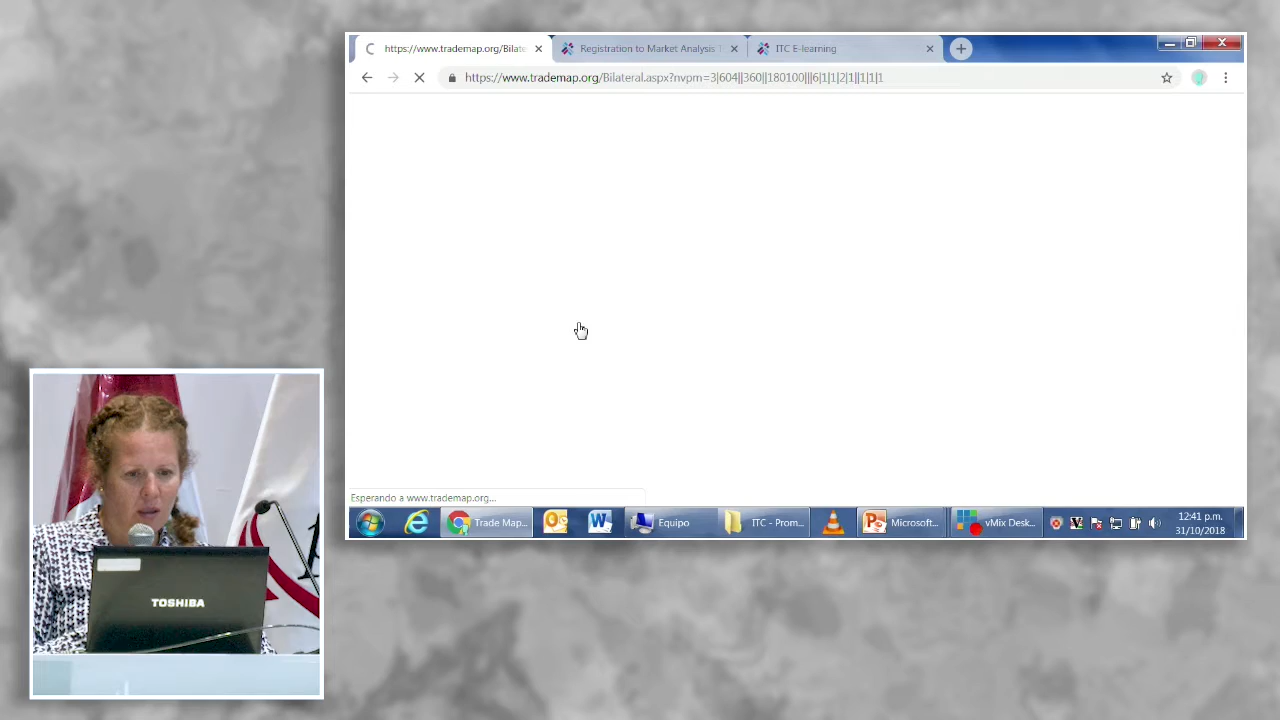 https://www.trademap.org/Bilate
Registration to Market Analysis
ITC E-learning
https://www.trademap.org/Bilateral.aspx?nvpm=3|604||360||180100|||6|1|1|2|1||1|1|1
Esperando a www.trademap.org...
Trade Map...
Equipo
ITC - Prom...
Microsoft...
vMix Desk...
12:41 p.m.
31/10/2018
TOSHIBA